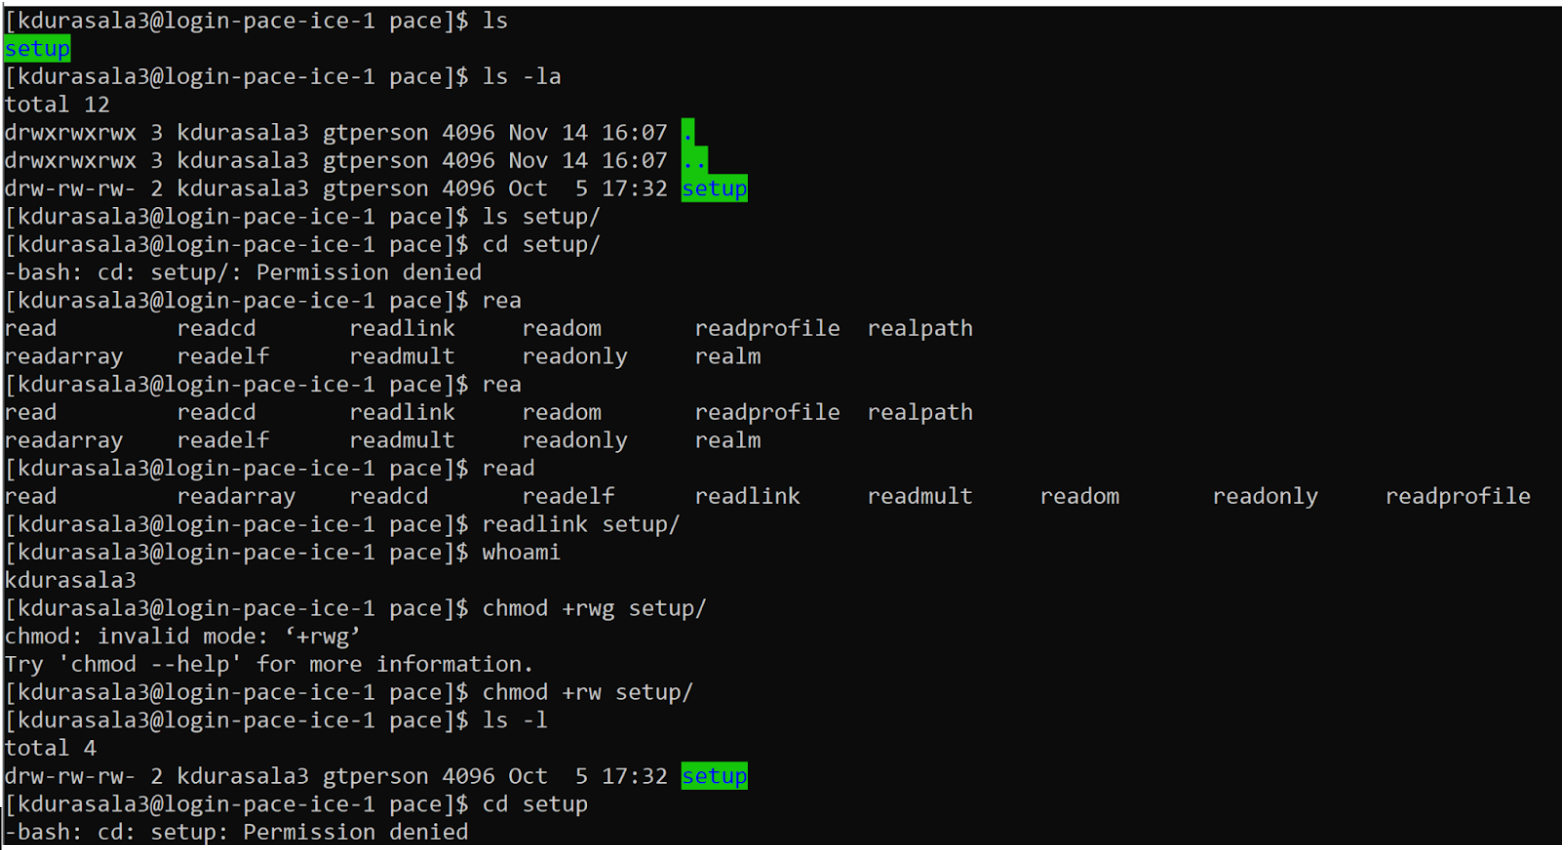 [kdurasala3@login-pace-ice-1 pace]$ ls
setup
[kdurasala3@login-pace-ice-1 pace]$ ls -la
total 12
drwxrwxrwx 3 kdurasala3 gtperson 4096 Nov 14 16:07 .
drwxrwxrwx 3 kdurasala3 gtperson 4096 Nov 14 16:07 ..
drw-rw-rw- 2 kdurasala3 gtperson 4096 Oct  5 17:32 setup
[kdurasala3@login-pace-ice-1 pace]$ ls setup/
[kdurasala3@login-pace-ice-1 pace]$ cd setup/
-bash: cd: setup/: Permission denied
[kdurasala3@login-pace-ice-1 pace]$ rea
read         readcd       readlink     readom       readprofile  realpath
readarray    readelf      readmult     readonly     realm
[kdurasala3@login-pace-ice-1 pace]$ rea
read         readcd       readlink     readom       readprofile  realpath
readarray    readelf      readmult     readonly     realm
[kdurasala3@login-pace-ice-1 pace]$ read
read         readarray    readcd       readelf      readlink     readmult     readom       readonly     readprofile
[kdurasala3@login-pace-ice-1 pace]$ readlink setup/
[kdurasala3@login-pace-ice-1 pace]$ whoami
kdurasala3
[kdurasala3@login-pace-ice-1 pace]$ chmod +rwg setup/
chmod: invalid mode: ‘+rwg’
Try 'chmod --help' for more information.
[kdurasala3@login-pace-ice-1 pace]$ chmod +rw setup/
[kdurasala3@login-pace-ice-1 pace]$ ls -l
total 4
drw-rw-rw- 2 kdurasala3 gtperson 4096 Oct  5 17:32 setup
[kdurasala3@login-pace-ice-1 pace]$ cd setup
-bash: cd: setup: Permission denied